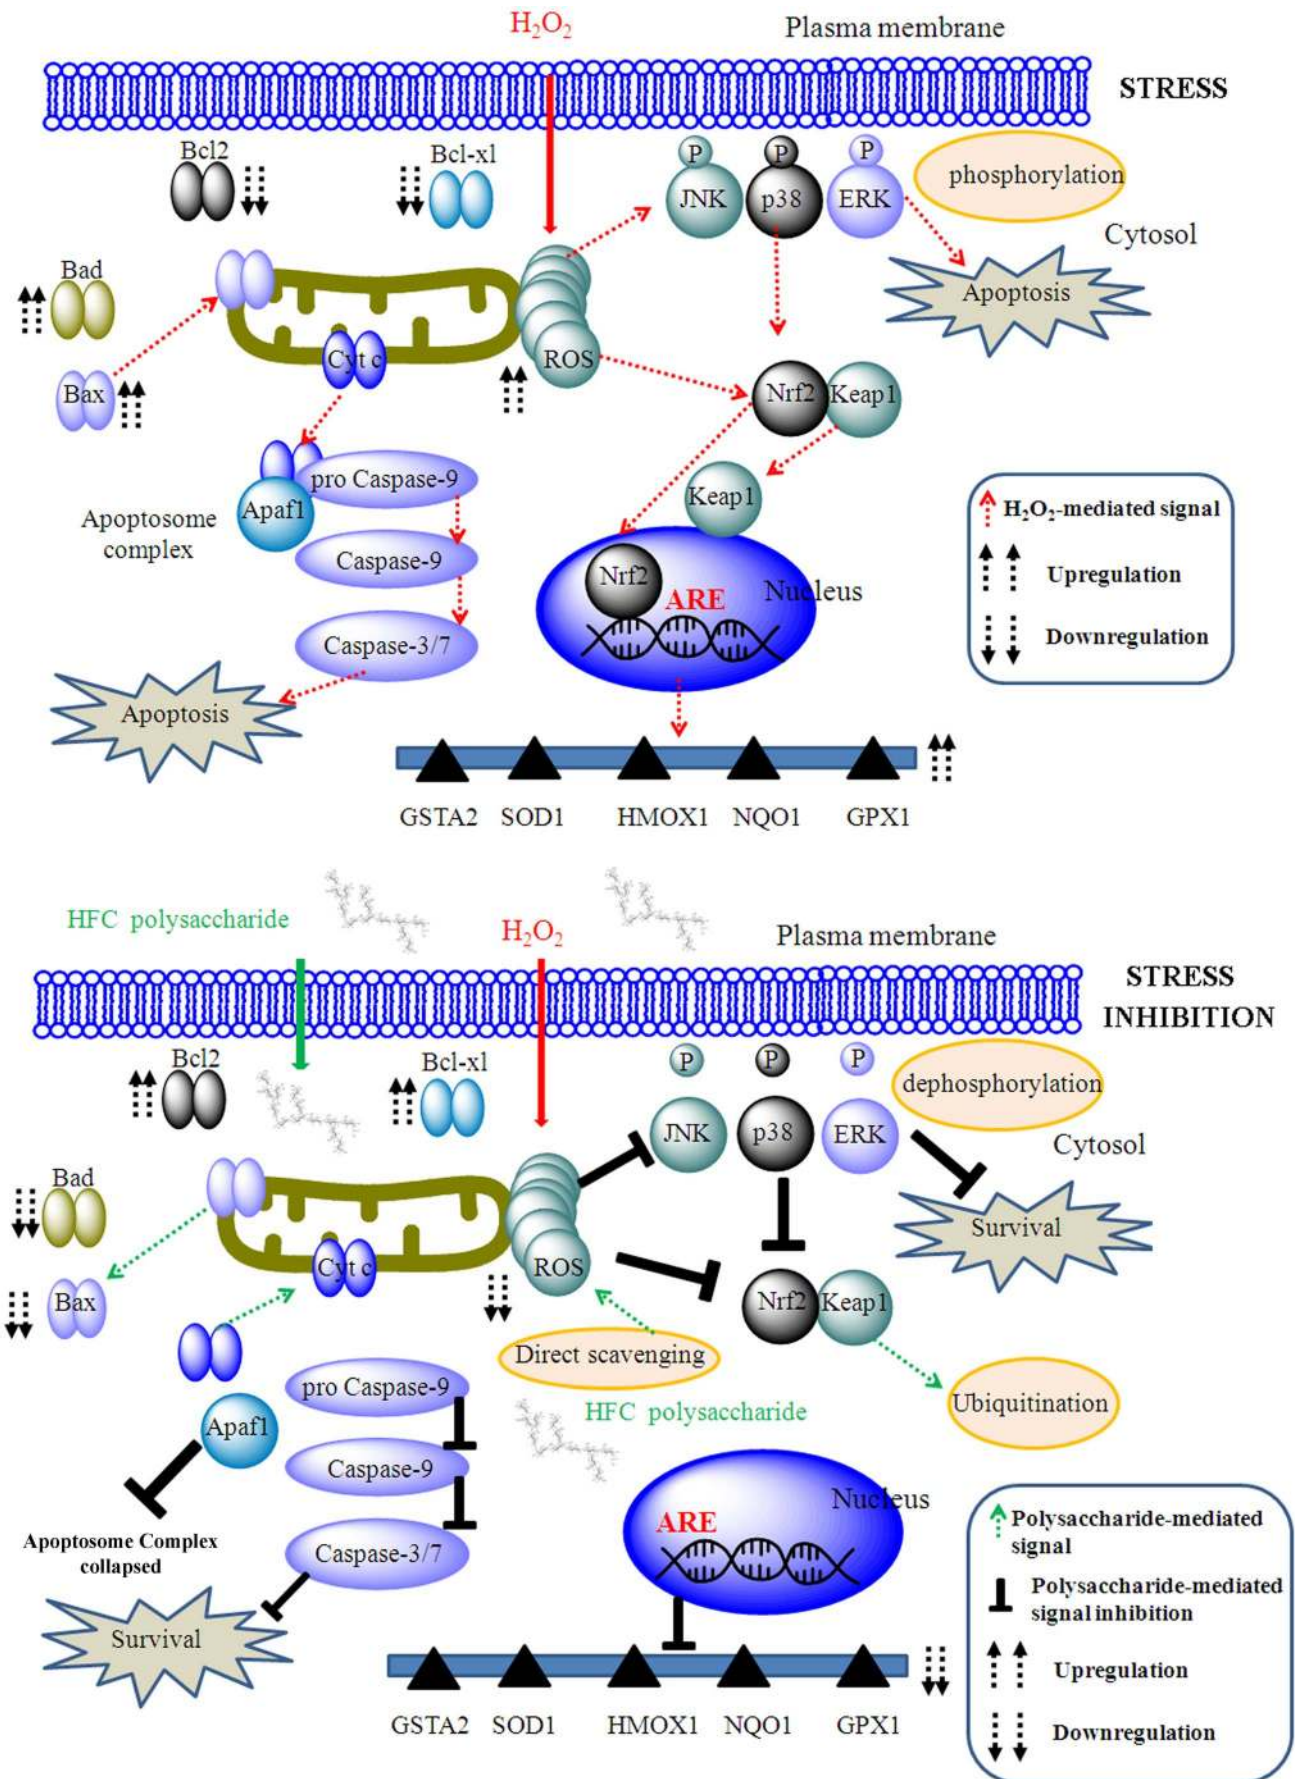 H₂O₂
Plasma membrane
STRESS
Bcl2
Bcl-xl
P
P
P
JNK
p38
ERK
phosphorylation
Cytosol
Bad
Apoptosis
Bax
Cyt c
ROS
Nrf2
Keap1
pro Caspase-9
Keap1
Apaf1
Apoptosome
complex
Caspase-9
Nrf2
ARE
Nucleus
Caspase-3/7
Apoptosis
H₂O₂-mediated signal
Upregulation
Downregulation
GSTA2
SOD1
HMOX1
NQO1
GPX1
HFC polysaccharide
H₂O₂
Plasma membrane
STRESS
INHIBITION
Bcl2
Bcl-xl
P
P
P
dephosphorylation
JNK
p38
ERK
Cytosol
Bad
Survival
Bax
Cyt c
ROS
Nrf2
Keap1
Direct scavenging
pro Caspase-9
Ubiquitination
HFC polysaccharide
Apaf1
Caspase-9
Nucleus
ARE
Apoptosome Complex
collapsed
Caspase-3/7
Survival
Polysaccharide-mediated
signal
Polysaccharide-mediated
signal inhibition
Upregulation
Downregulation
GSTA2
SOD1
HMOX1
NQO1
GPX1